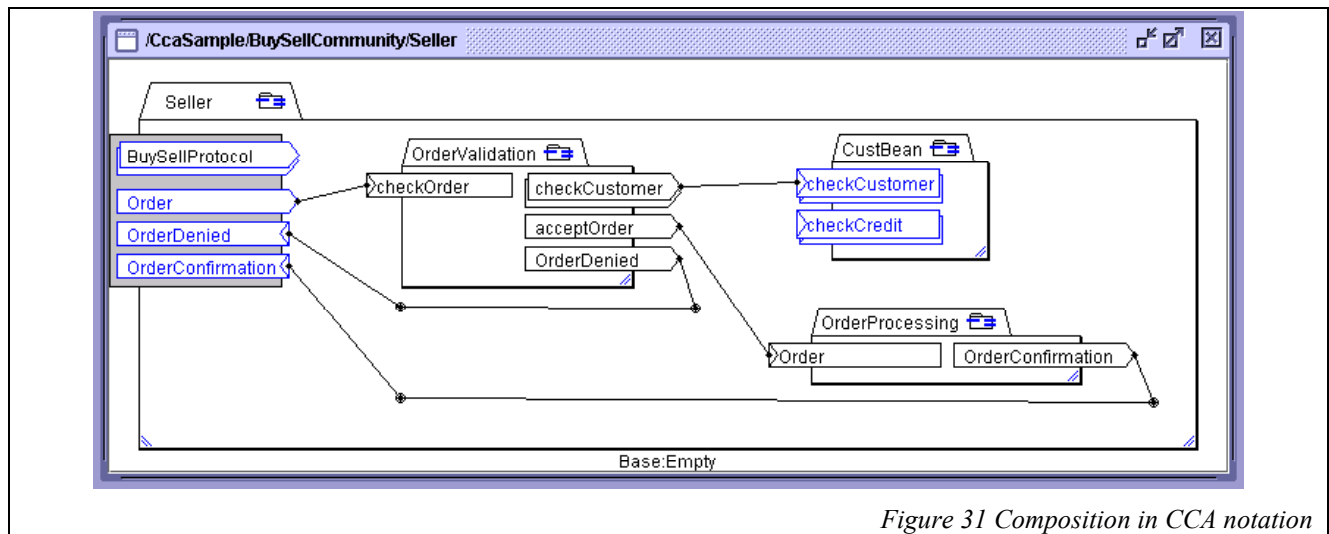 /CcaSample/BuySellCommunity/Seller
Seller
BuySellProtocol
Order
OrderDenied
OrderConfirmation
OrderValidation
checkOrder
checkCustomer
acceptOrder
OrderDenied
CustBean
checkCustomer
checkCredit
OrderProcessing
Order
OrderConfirmation
Base:Empty
Figure 31 Composition in CCA notation